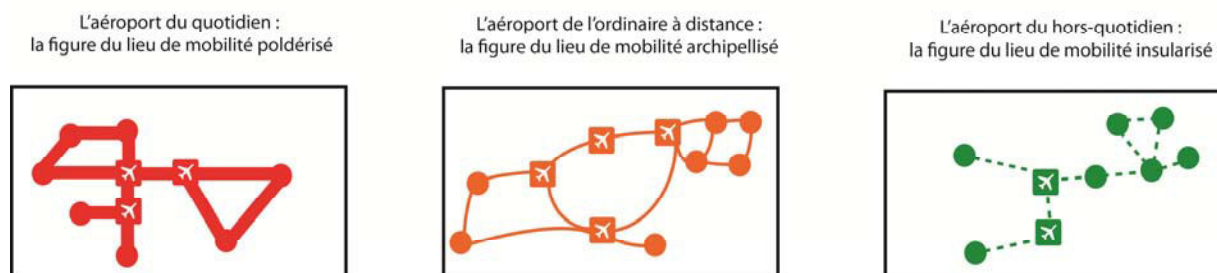 L'aéroport du quotidien :
la figure du lieu de mobilité poldérisé
L'aéroport de l'ordinaire à distance :
la figure du lieu de mobilité archipellisé
L'aéroport du hors-quotidien :
la figure du lieu de mobilité insularisé